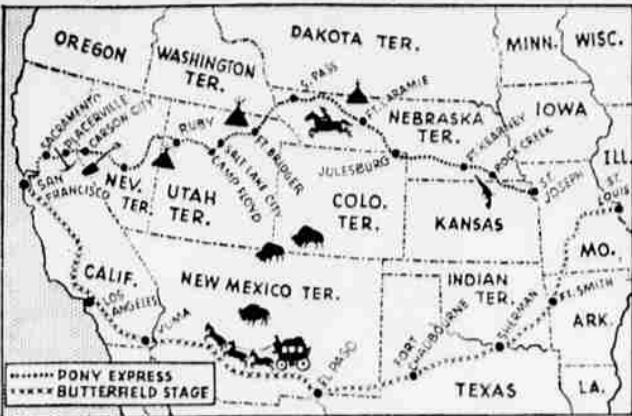 OREGON
WASHINGTON
TER.
DAKOTA TER.
MINN.
WISC.
S. PASS
FT. LARAMIE
NEBRASKA
TER.
IOWA
ILL.
SACRAMENTO
PLACERVILLE
CARSON CITY
RUBY
SALT LAKE CITY
CAMP FLOYD
FT. BRIDGER
JULESBURG
FT. KEARNEY
ROCK CREEK
ST.
JOSEPH
ST.
LOUIS
SAN
FRANCISCO
NEV.
TER.
UTAH
TER.
COLO.
TER.
KANSAS
MO.
CALIF.
LOS
ANGELES
NEW MEXICO TER.
INDIAN
TER.
FT. SMITH
ARK.
YUMA
EL PASO
FORT
CHADBOURNE
SHERMAN
TEXAS
LA.
PONY EXPRESS
BUTTERFIELD STAGE